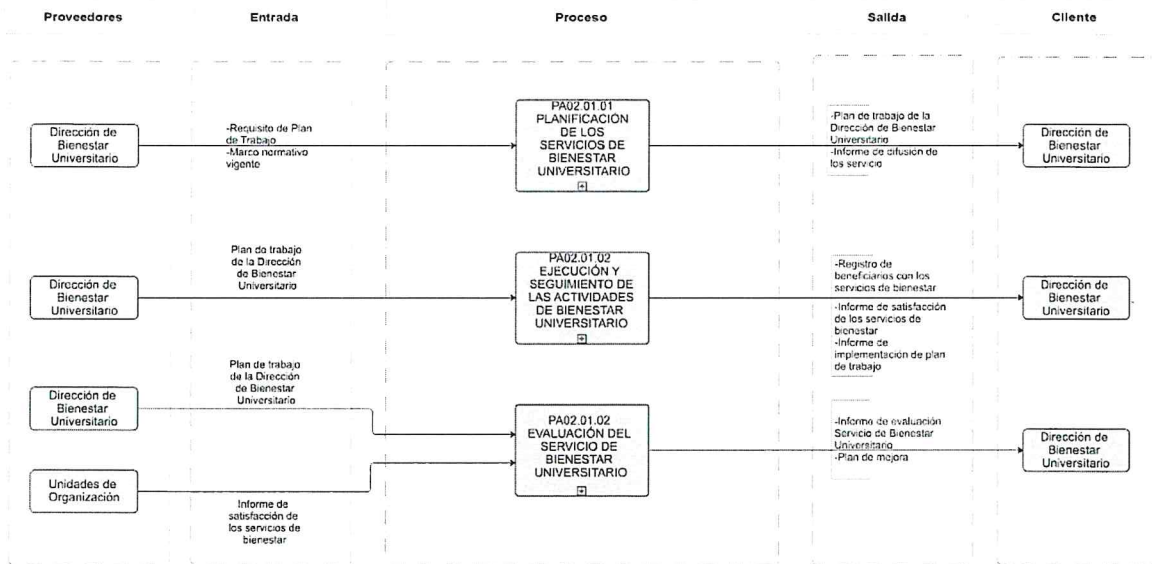 Proveedores
Entrada
Proceso
Salida
Cliente
Dirección de
Bienestar
Universitario
-Requisito de Plan
de Trabajo
-Marco normativo
vigente
PA02.01.01
PLANIFICACIÓN
DE LOS
SERVICIOS DE
BIENESTAR
UNIVERSITARIO
-Plan de trabajo de la
Dirección de Bienestar
Universitario
-Informe de difusión de
los servicio
Dirección de
Bienestar
Universitario
Dirección de
Bienestar
Universitario
Plan de trabajo
de la Dirección
de Bienestar
Universitario
PA02.01.02
EJECUCIÓN Y
SEGUIMIENTO DE
LAS ACTIVIDADES
DE BIENESTAR
UNIVERSITARIO
-Registro de
beneficiarios con los
servicios de bienestar
-Informe de satisfacción
de los servicios de
bienestar
-Informe de
implementación de plan
de trabajo
Dirección de
Bienestar
Universitario
Dirección de
Bienestar
Universitario
Plan de trabajo
de la Dirección
de Bienestar
Universitario
Unidades de
Organización
Informe de
satisfacción de
los servicios de
bienestar
PA02.01.02
EVALUACIÓN DEL
SERVICIO DE
BIENESTAR
UNIVERSITARIO
-Informe de evaluación
Servicio de Bienestar
Universitario
-Plan de mejora
Dirección de
Bienestar
Universitario